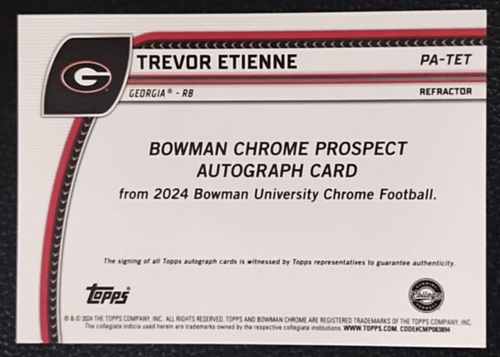 G
TREVOR ETIENNE
PA-TET
GEORGIA® - RB
REFRACTOR
BOWMAN CHROME PROSPECT
AUTOGRAPH CARD
from 2024 Bowman University Chrome Football.
The signing of all Topps autograph cards is witnessed by Topps representatives to guarantee authenticity.
topps
® & © 2024 THE TOPPS COMPANY, INC. ALL RIGHTS RESERVED. TOPPS AND BOWMAN CHROME ARE REGISTERED TRADEMARKS OF THE TOPPS COMPANY, INC.
The collegiate indicia used herein are trademarks owned by the respective collegiate institutions. WWW.TOPPS.COM. CODE#CMP083894